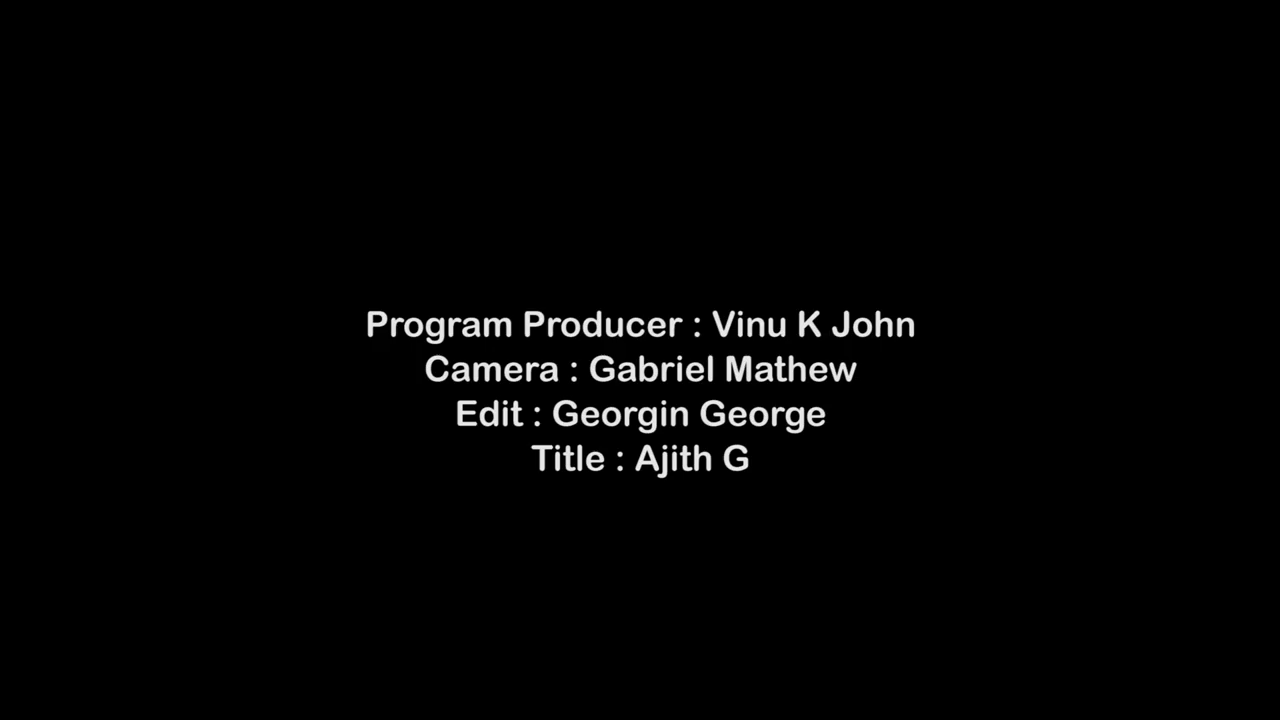 Program Producer : Vinu K John
Camera : Gabriel Mathew
Edit : Georgin George
Title : Ajith G